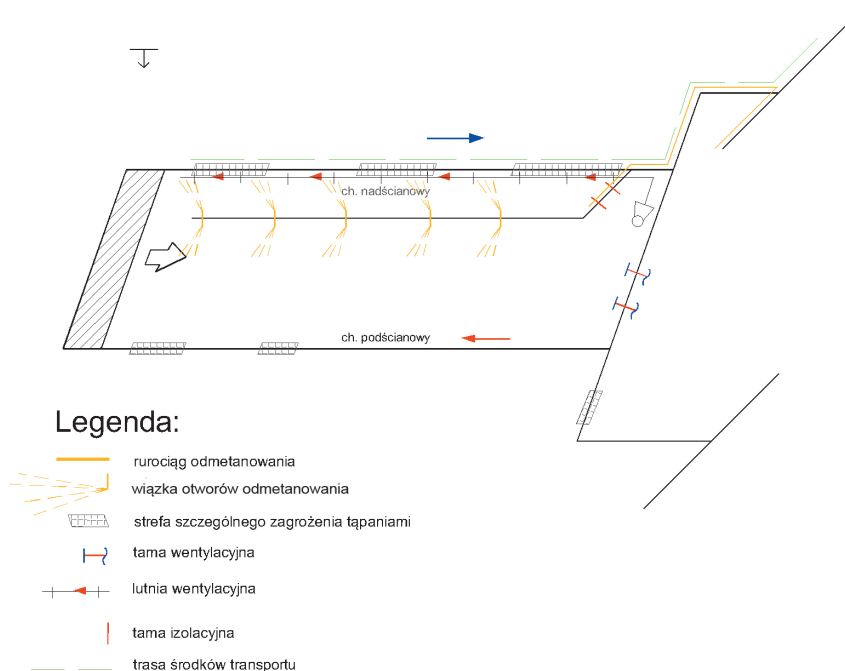 ch. nadścianowy
ch. podścianowy
Legenda:
rurociąg odmetanowania
wiązka otworów odmetanowania
strefa szczególnego zagrożenia tąpaniami
tama wentylacyjna
lutnia wentylacyjna
tama izolacyjna
trasa środków transportu